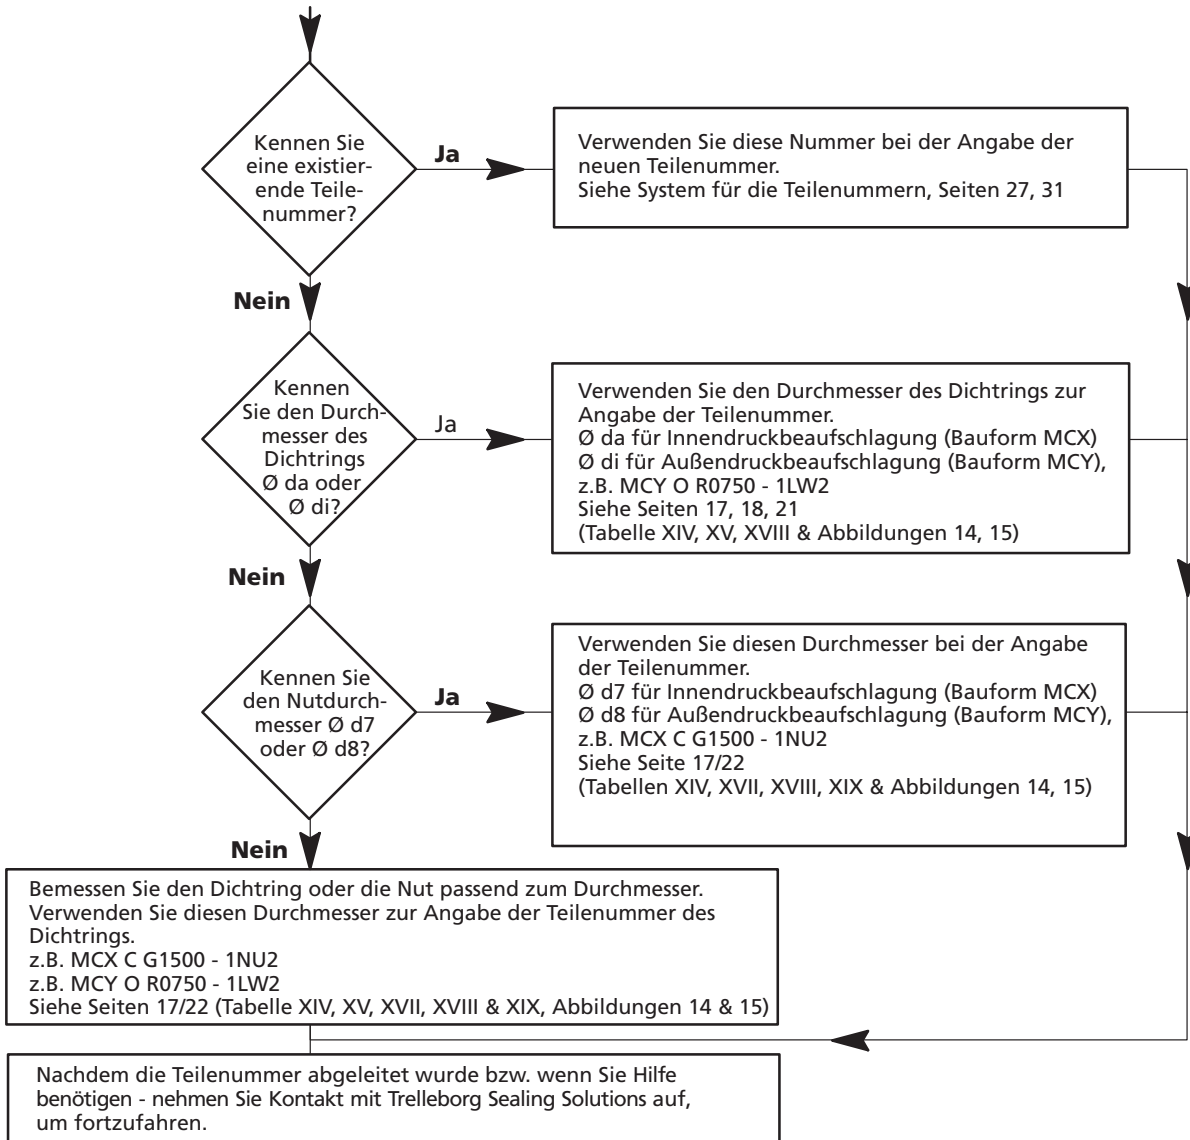 Kennen Sie
eine existier-
ende Teile-
nummer?
Ja
Verwenden Sie diese Nummer bei der Angabe der
neuen Teilenummer.
Siehe System für die Teilenummern, Seiten 27, 31
Nein
Kennen
Sie den Durch-
messer des
Dichtrings
Ø da oder
Ø di?
Ja
Verwenden Sie den Durchmesser des Dichtrings zur
Angabe der Teilenummer.
Ø da für Innendruckbeaufschlagung (Bauform MCX)
Ø di für Außendruckbeaufschlagung (Bauform MCY),
z.B. MCY O R0750 - 1LW2
Siehe Seiten 17, 18, 21
(Tabelle XIV, XV, XVIII & Abbildungen 14, 15)
Nein
Kennen Sie
den Nutdurch-
messer Ø d7
oder Ø d8?
Ja
Verwenden Sie diesen Durchmesser bei der Angabe
der Teilenummer.
Ø d7 für Innendruckbeaufschlagung (Bauform MCX)
Ø d8 für Außendruckbeaufschlagung (Bauform MCY),
z.B. MCX C G1500 - 1NU2
Siehe Seite 17/22
(Tabellen XIV, XVII, XVIII, XIX & Abbildungen 14, 15)
Nein
Bemessen Sie den Dichtring oder die Nut passend zum Durchmesser.
Verwenden Sie diesen Durchmesser zur Angabe der Teilenummer des
Dichtrings.
z.B. MCX C G1500 - 1NU2
z.B. MCY O R0750 - 1LW2
Siehe Seiten 17/22 (Tabelle XIV, XV, XVII, XVIII & XIX, Abbildungen 14 & 15)
Nachdem die Teilenummer abgeleitet wurde bzw. wenn Sie Hilfe
benötigen - nehmen Sie Kontakt mit Trelleborg Sealing Solutions auf,
um fortzufahren.